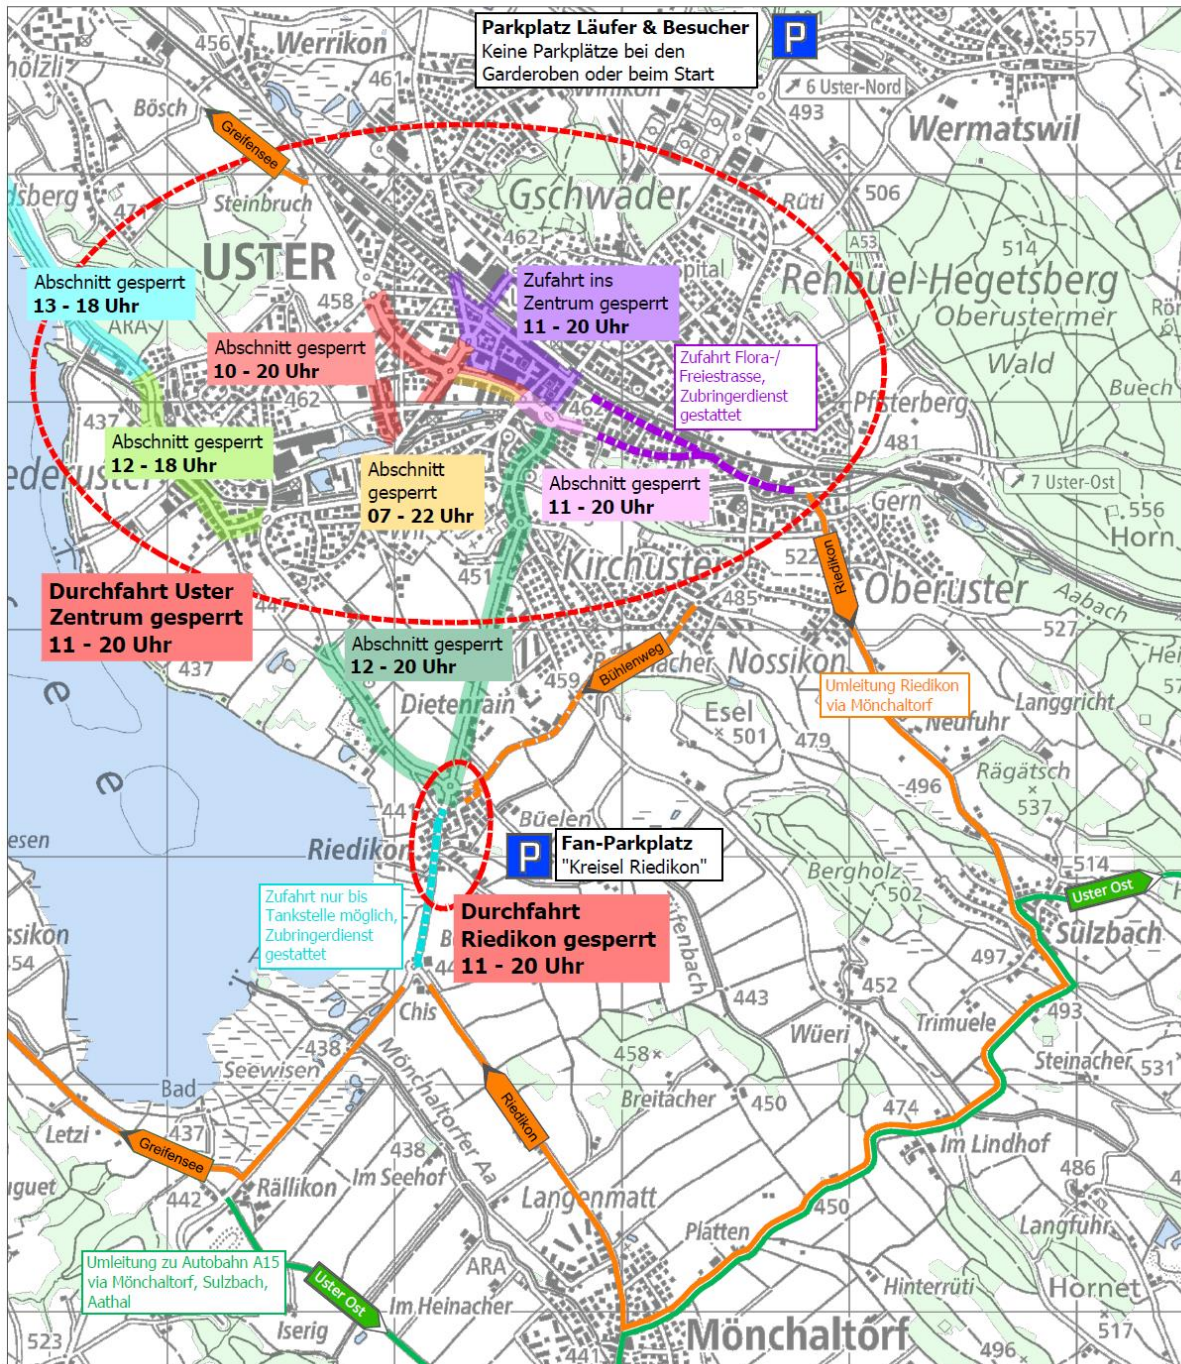 Parkplatz Läufer & Besucher
Keine Parkplätze bei den
Garderoben oder beim Start
P
456
Werrikon
461
557
6 Uster-Nord
493
Bösch
Greifensee
Wermatswil
Steinbruch
Gschwader
Rüti
506
471
462
A53
514
USTER
Rehbüel-Hegetsberg
Oberustermer
Wald
Abschnitt gesperrt
13 - 18 Uhr
ARA
458
Zufahrt ins
Zentrum gesperrt
11 - 20 Uhr
Abschnitt gesperrt
10 - 20 Uhr
Zufahrt Flora-/
Freiestrasse,
Zubringerdienst
gestattet
Buech
437
462
462
Pfisterberg
481
Abschnitt gesperrt
12 - 18 Uhr
Abschnitt
gesperrt
07 - 22 Uhr
Abschnitt gesperrt
11 - 20 Uhr
7 Uster-Ost
Gern
556
Horn
451
Kirchuster
522
Riedikon
Oberuster
Aabach
Durchfahrt Uster
Zentrum gesperrt
11 - 20 Uhr
447
485
527
437
Abschnitt gesperrt
12 - 20 Uhr
459
Bühlenweg
Nossikon
Umleitung Riedikon
via Mönchaltorf
Langgricht
Dietenrain
Esel
501
479
Neufuhr
e
e
496
Rägätsch
537
441
Büelen
Riedikon
P
Fan-Parkplatz
"Kreisel Riedikon"
Bergholz
502
514
Uster Ost
Zufahrt nur bis
Tankstelle möglich,
Zubringerdienst
gestattet
Durchfahrt
Riedikon gesperrt
11 - 20 Uhr
Sulzbach
497
454
443
452
Chis
Wüeri
Trimuele
493
438
Seewisen
Mönchaltorfer Aa
458
Steinacher
531
Bad
Breitacher
450
474
Riedikon
Letzi
437
Greifensee
438
Im Lindhof
486
442
Rällikon
Im Seehof
Langenmatt
450
Platten
Langfuhr
Umleitung zu Autobahn A15
via Mönchaltorf, Sulzbach,
Aathal
ARA
Uster Ost
Im Heinacher
Hinterrüti
Hornet
Iserig
523
441
Mönchaltorf
517
496